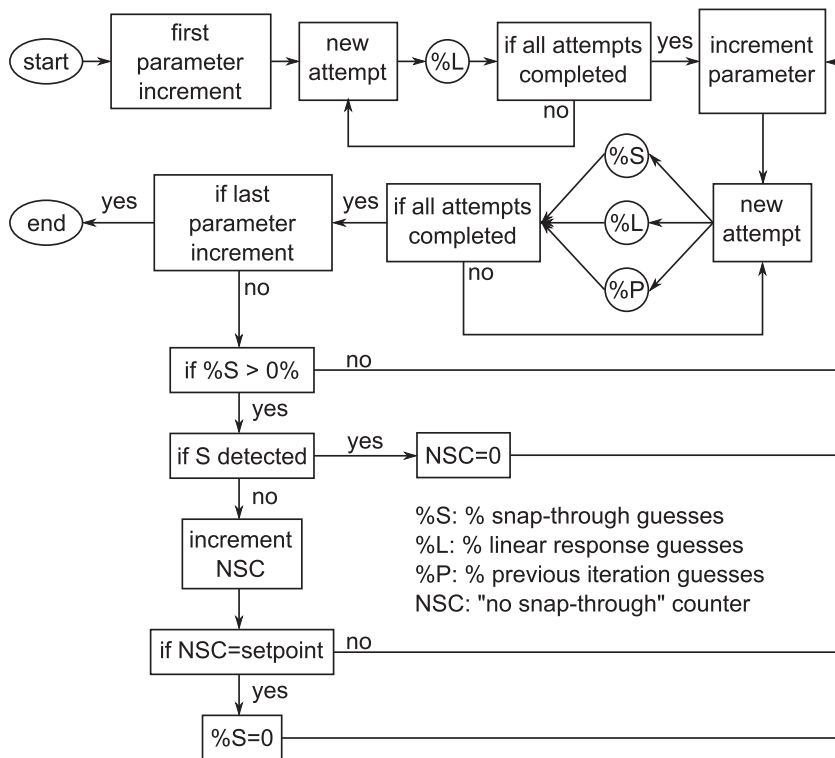 start
first
parameter
increment
new
attempt
%L
if all attempts
completed
yes
no
increment
parameter
new
attempt
%S
%L
%P
if all attempts
completed
no
yes
if last
parameter
increment
yes
end
no
if %S > 0%
no
yes
if S detected
yes
NSC=0
no
increment
NSC
if NSC=setpoint
no
yes
%S=0
%S: % snap-through guesses
%L: % linear response guesses
%P: % previous iteration guesses
NSC: "no snap-through" counter